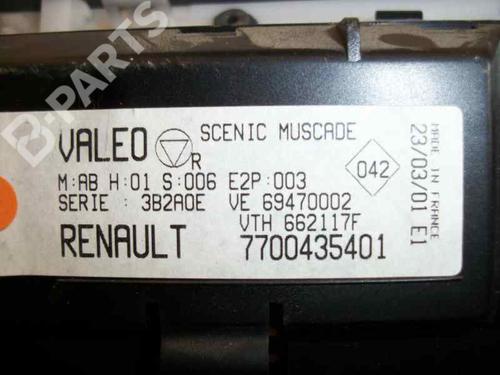 B-PARTS
VALEO R SCENIC MUSCADE
M:AB H:01 S:006 E2P:003
SERIE : 3B2A0E VE 69470002
VTH 662117F
RENAULT 7700435401
042
MADE IN FRANCE
23/03/01 E1